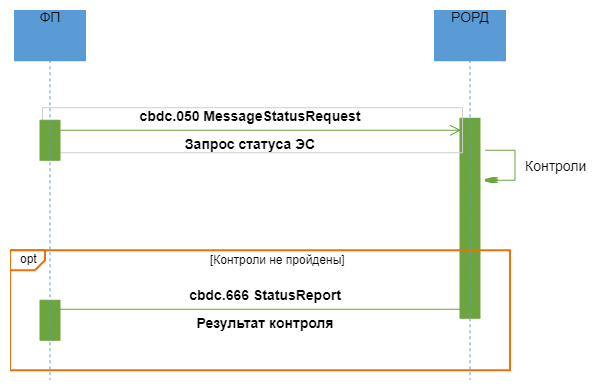 ФП
РОРД
cbdc.050 MessageStatusRequest
Запрос статуса ЭС
Контроли
opt
[Контроли не пройдены]
cbdc.666 StatusReport
Результат контроля